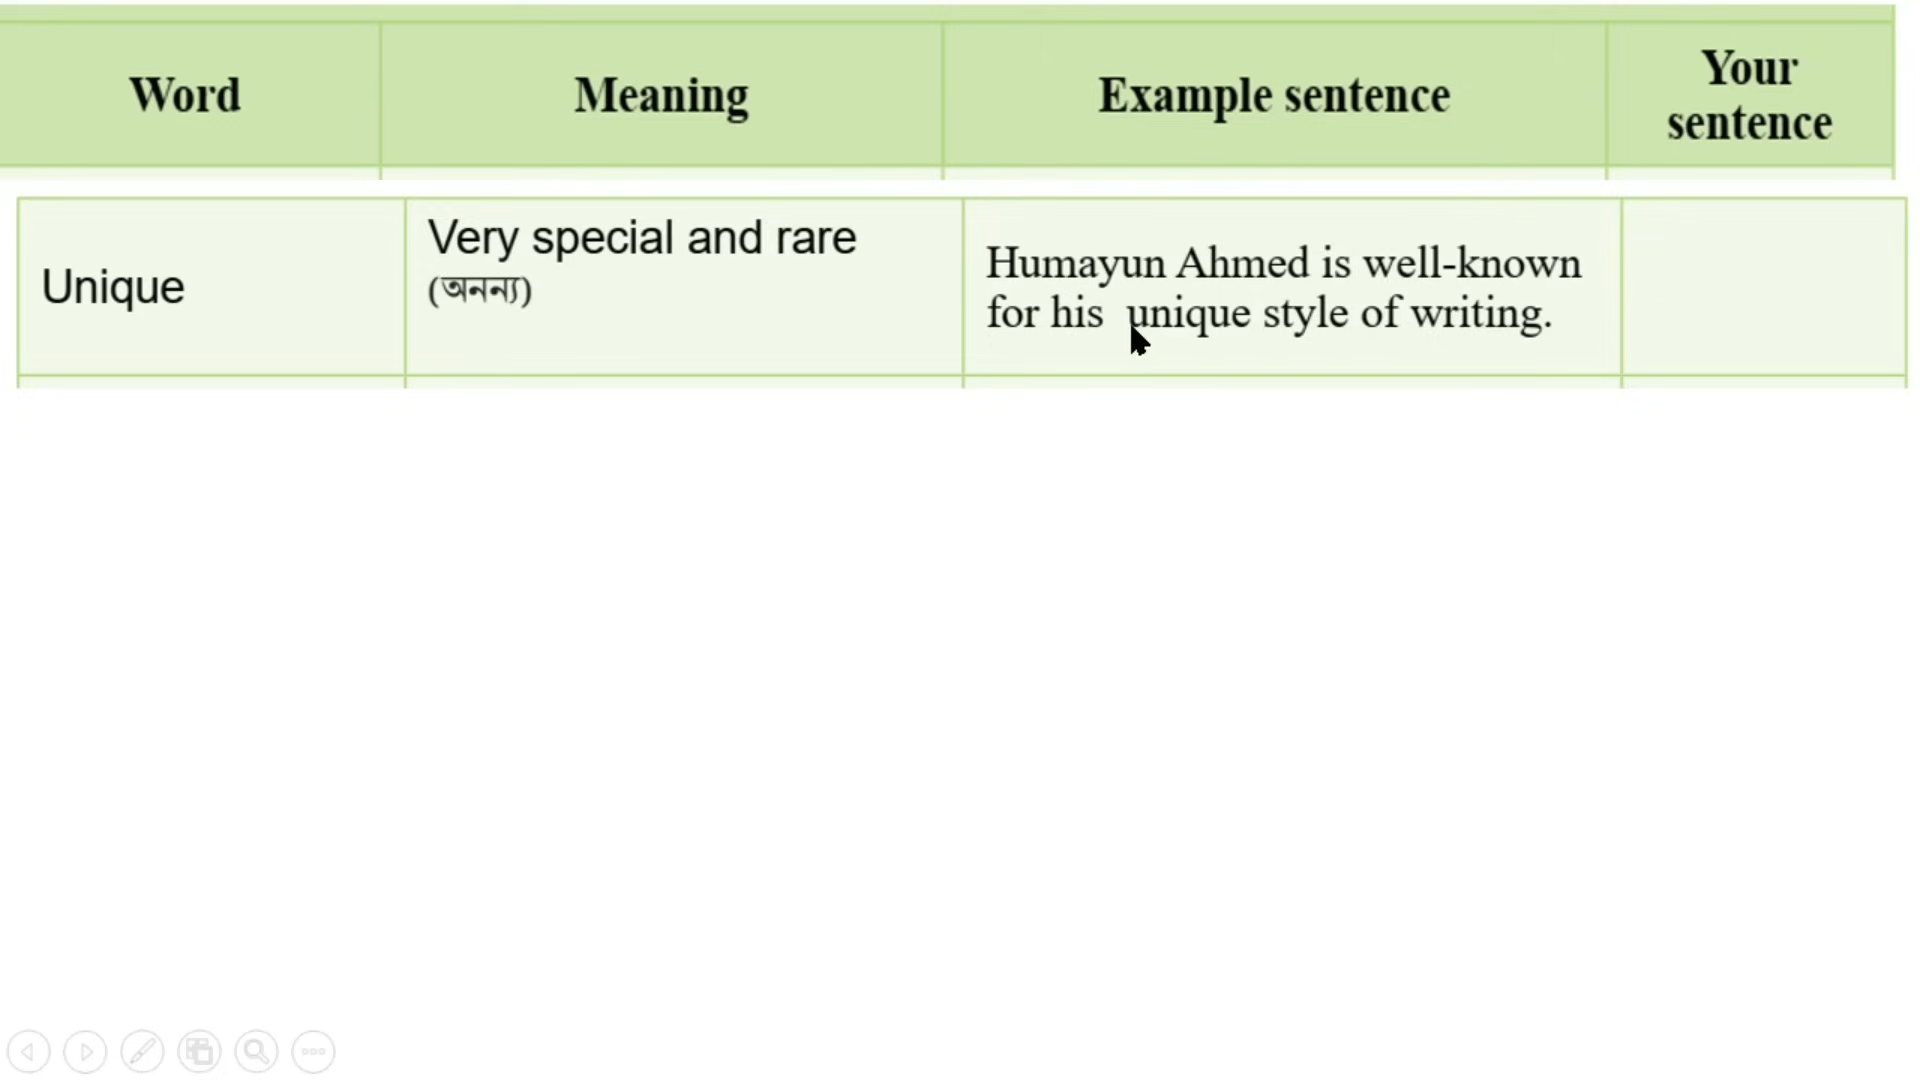 Word
Meaning
Example sentence
Your
sentence
Unique
Very special and rare
(অনন্য)
Humayun Ahmed is well-known
for his  unique style of writing.